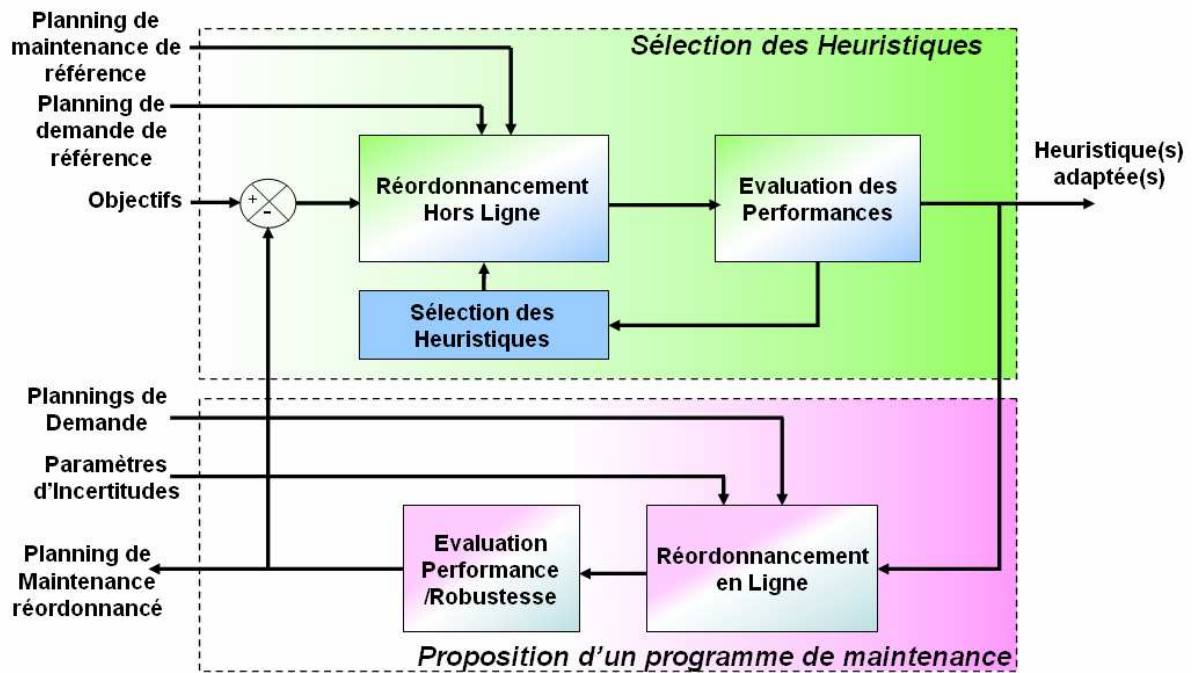 Planning de
maintenance de
référence
Sélection des Heuristiques
Planning de
demande de
référence
Objectifs
+
-
Réordonnancement
Hors Ligne
Evaluation des
Performances
Heuristique(s)
adaptée(s)
Sélection des
Heuristiques
Plannings de
Demande
Paramètres
d'Incertitudes
Planning de
Maintenance
réordonnancé
Evaluation
Performance
/Robustesse
Réordonnancement
en Ligne
Proposition d'un programme de maintenance